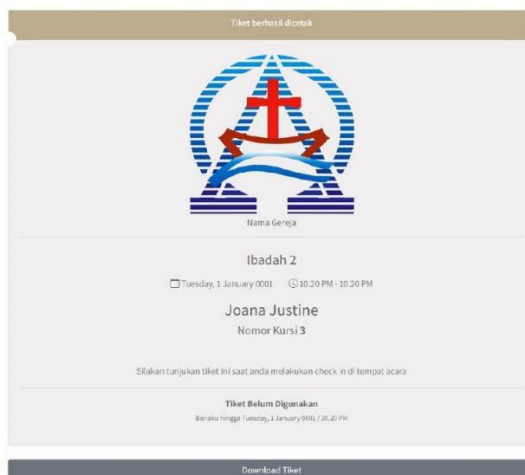 Tiket berhasil dicetak
Nama Gereja
Ibadah 2
Tuesday, 1 January 0001 10.20 PM - 10.20 PM
Joana Justine
Nomor Kursi 3
Silakan tunjukan tiket ini saat anda melakukan check in di tempat acara
Tiket Belum Digunakan
Berlaku hingga Tuesday, 1 January 0001 / 10.20 PM
Download Tiket